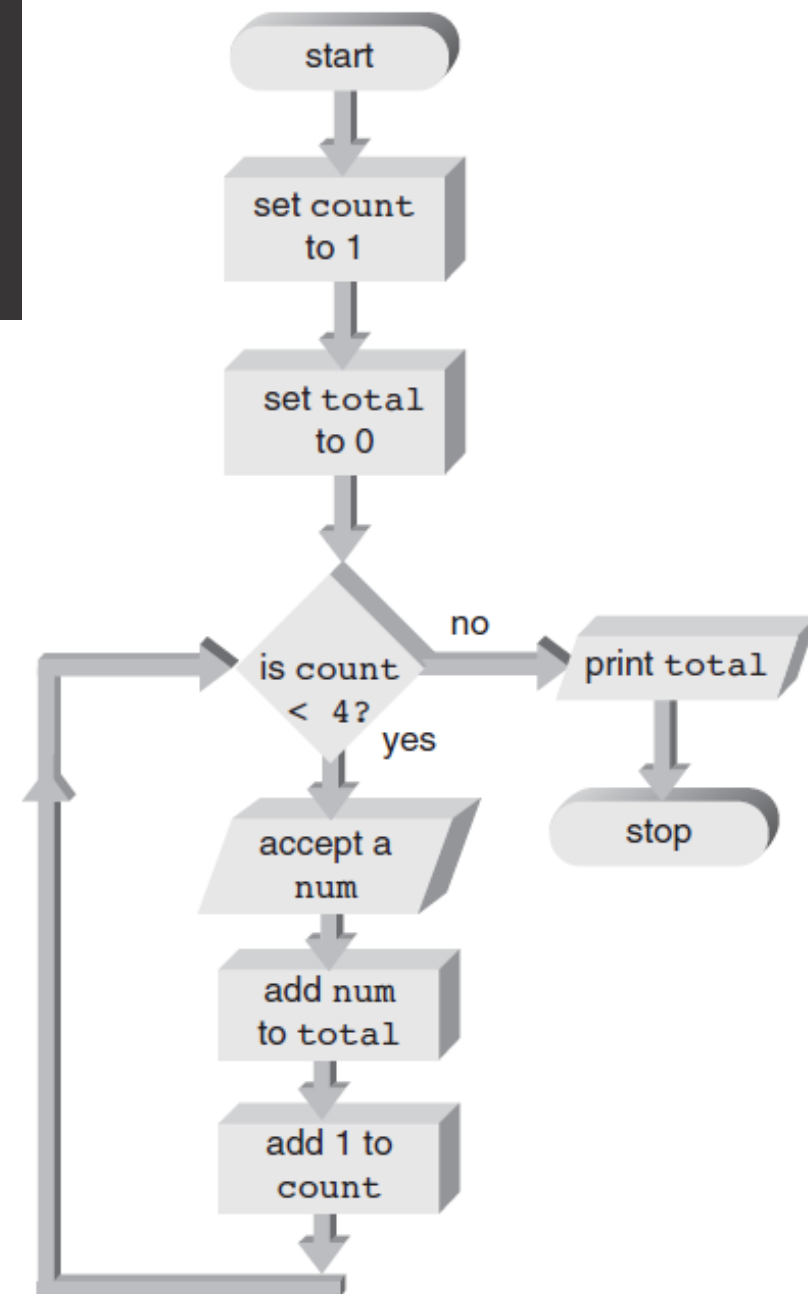 start
set count
to 1
set total
to 0
is count
< 4?
no
print total
stop
yes
accept a
num
add num
to total
add 1 to
count